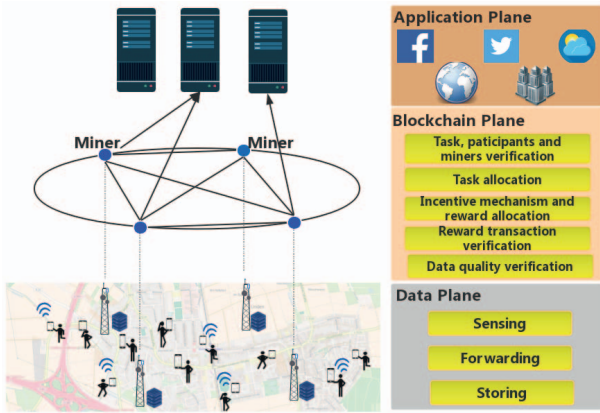 Miner
Miner
Application Plane
Blockchain Plane
Task, paticipants and
miners verification
Task allocation
Incentive mechanism and
reward allocation
Reward transaction
verification
Data quality verification
Data Plane
Sensing
Forwarding
Storing